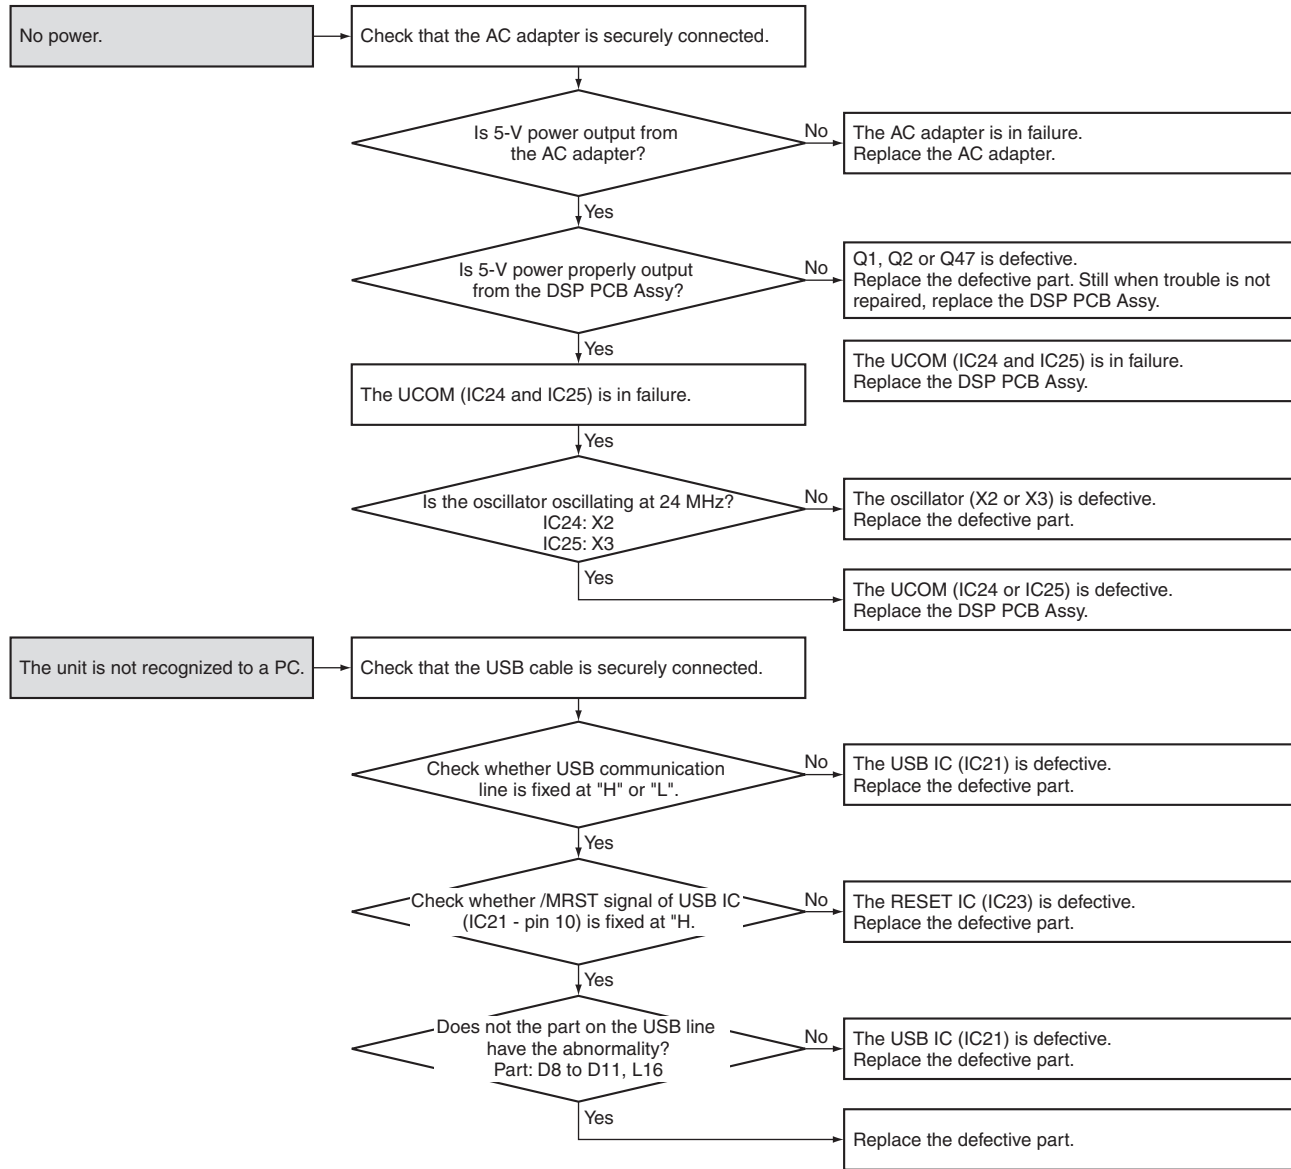 No power.
Check that the AC adapter is securely connected.
Is 5-V power output from
the AC adapter?
No
The AC adapter is in failure.
Replace the AC adapter.
Yes
Is 5-V power properly output
from the DSP PCB Assy?
No
Q1, Q2 or Q47 is defective.
Replace the defective part. Still when trouble is not
repaired, replace the DSP PCB Assy.
Yes
The UCOM (IC24 and IC25) is in failure.
Replace the DSP PCB Assy.
The UCOM (IC24 and IC25) is in failure.
Yes
Is the oscillator oscillating at 24 MHz?
IC24: X2
IC25: X3
No
The oscillator (X2 or X3) is defective.
Replace the defective part.
Yes
The UCOM (IC24 or IC25) is defective.
Replace the DSP PCB Assy.
The unit is not recognized to a PC.
Check that the USB cable is securely connected.
Check whether USB communication
line is fixed at "H" or "L".
No
The USB IC (IC21) is defective.
Replace the defective part.
Yes
Check whether /MRST signal of USB IC
(IC21 - pin 10) is fixed at "H.
No
The RESET IC (IC23) is defective.
Replace the defective part.
Yes
Does not the part on the USB line
have the abnormality?
Part: D8 to D11, L16
No
The USB IC (IC21) is defective.
Replace the defective part.
Yes
Replace the defective part.